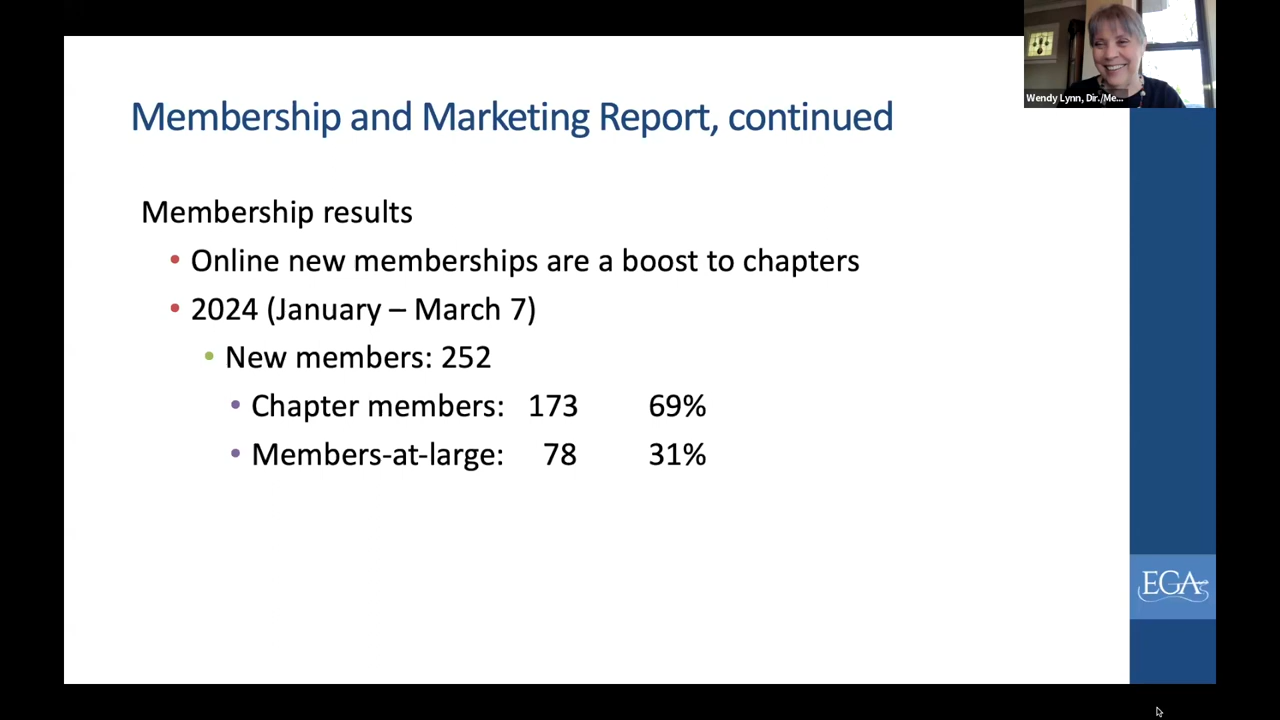 Wendy Lynn, Dir./Me...
Membership and Marketing Report, continued
Membership results
• Online new memberships are a boost to chapters
• 2024 (January – March 7)
• New members: 252
• Chapter members: 173 69%
• Members-at-large: 78 31%
EGA